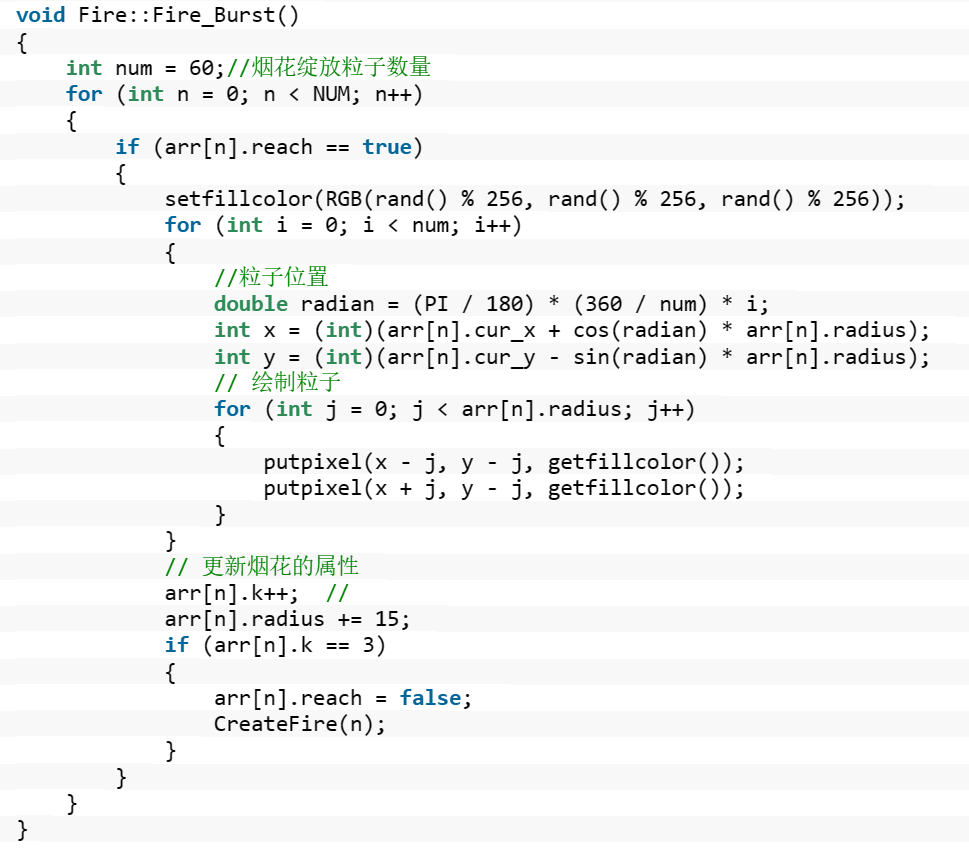 void Fire::Fire_Burst()
{
    int num = 60;//烟花绽放粒子数量
    for (int n = 0; n < NUM; n++)
    {
        if (arr[n].reach == true)
        {
            setfillcolor(RGB(rand() % 256, rand() % 256, rand() % 256));
            for (int i = 0; i < num; i++)
            {
                //粒子位置
                double radian = (PI / 180) * (360 / num) * i;
                int x = (int)(arr[n].cur_x + cos(radian) * arr[n].radius);
                int y = (int)(arr[n].cur_y - sin(radian) * arr[n].radius);
                // 绘制粒子
                for (int j = 0; j < arr[n].radius; j++)
                {
                    putpixel(x - j, y - j, getfillcolor());
                    putpixel(x + j, y - j, getfillcolor());
                }
            }
            // 更新烟花的属性
            arr[n].k++;  //
            arr[n].radius += 15;
            if (arr[n].k == 3)
            {
                arr[n].reach = false;
                CreateFire(n);
            }
        }
    }
}